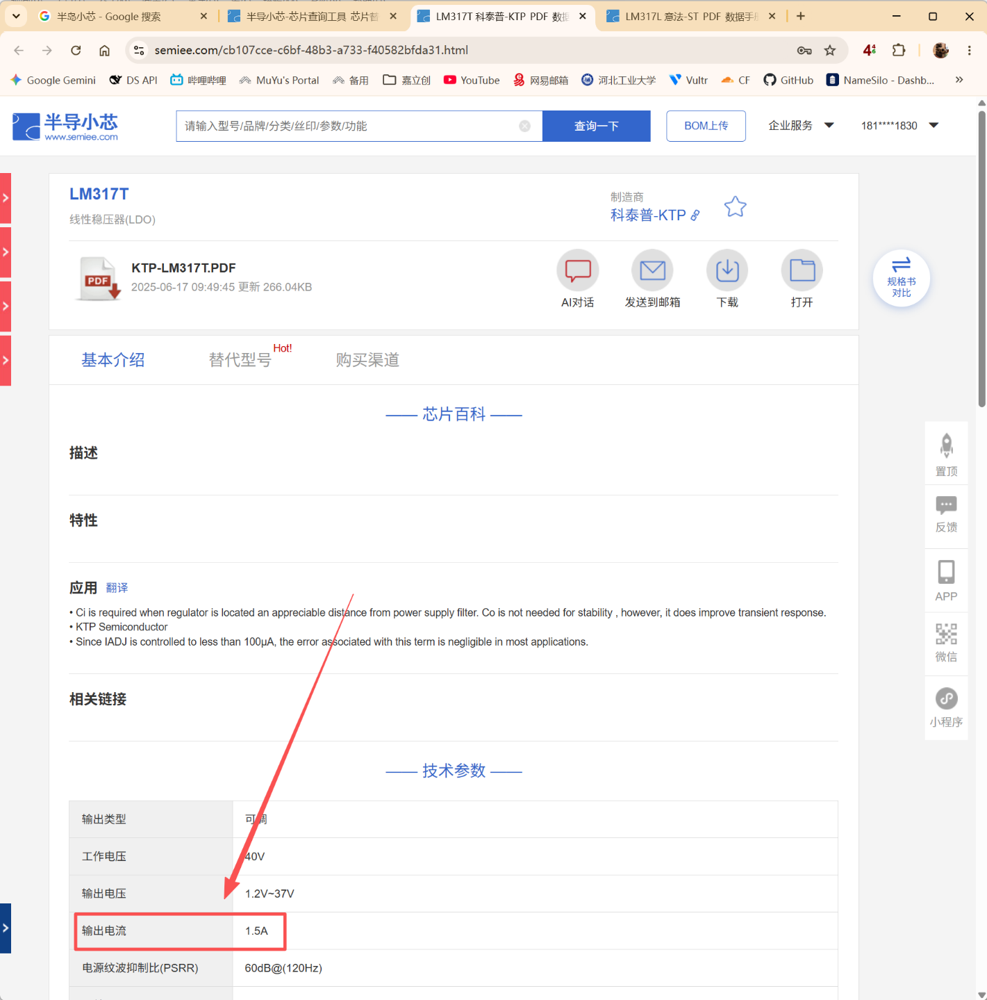 半岛小芯 - Google 搜索
半导小芯-芯片查询工具 芯片替
LM317T 科泰普-KTP PDF 数据
LM317L 意法-ST PDF 数据手册
semiee.com/cb107cce-c6bf-48b3-a733-f40582bfda31.html
Google Gemini
DS API
哔哩哔哩
MuYu's Portal
备用
嘉立创
YouTube
网易邮箱
河北工业大学
Vultr
CF
GitHub
NameSilo - Dashb...
半导小芯
www.semiee.com
请输入型号/品牌/分类/丝印/参数/功能
查询一下
BOM上传
企业服务
181****1830
LM317T
线性稳压器(LDO)
制造商
科泰普-KTP
PDF
KTP-LM317T.PDF
2025-06-17 09:49:45 更新 266.04KB
AI对话
发送到邮箱
下载
打开
规格书
对比
基本介绍
替代型号
Hot!
购买渠道
芯片百科
描述
特性
应用 翻译
• Ci is required when regulator is located an appreciable distance from power supply filter. Co is not needed for stability , however, it does improve transient response.
• KTP Semiconductor
• Since IADJ is controlled to less than 100μA, the error associated with this term is negligible in most applications.
相关链接
技术参数
输出类型 可调
工作电压 40V
输出电压 1.2V~37V
输出电流 1.5A
电源纹波抑制比(PSRR) 60dB@(120Hz)
置顶
反馈
APP
微信
小程序